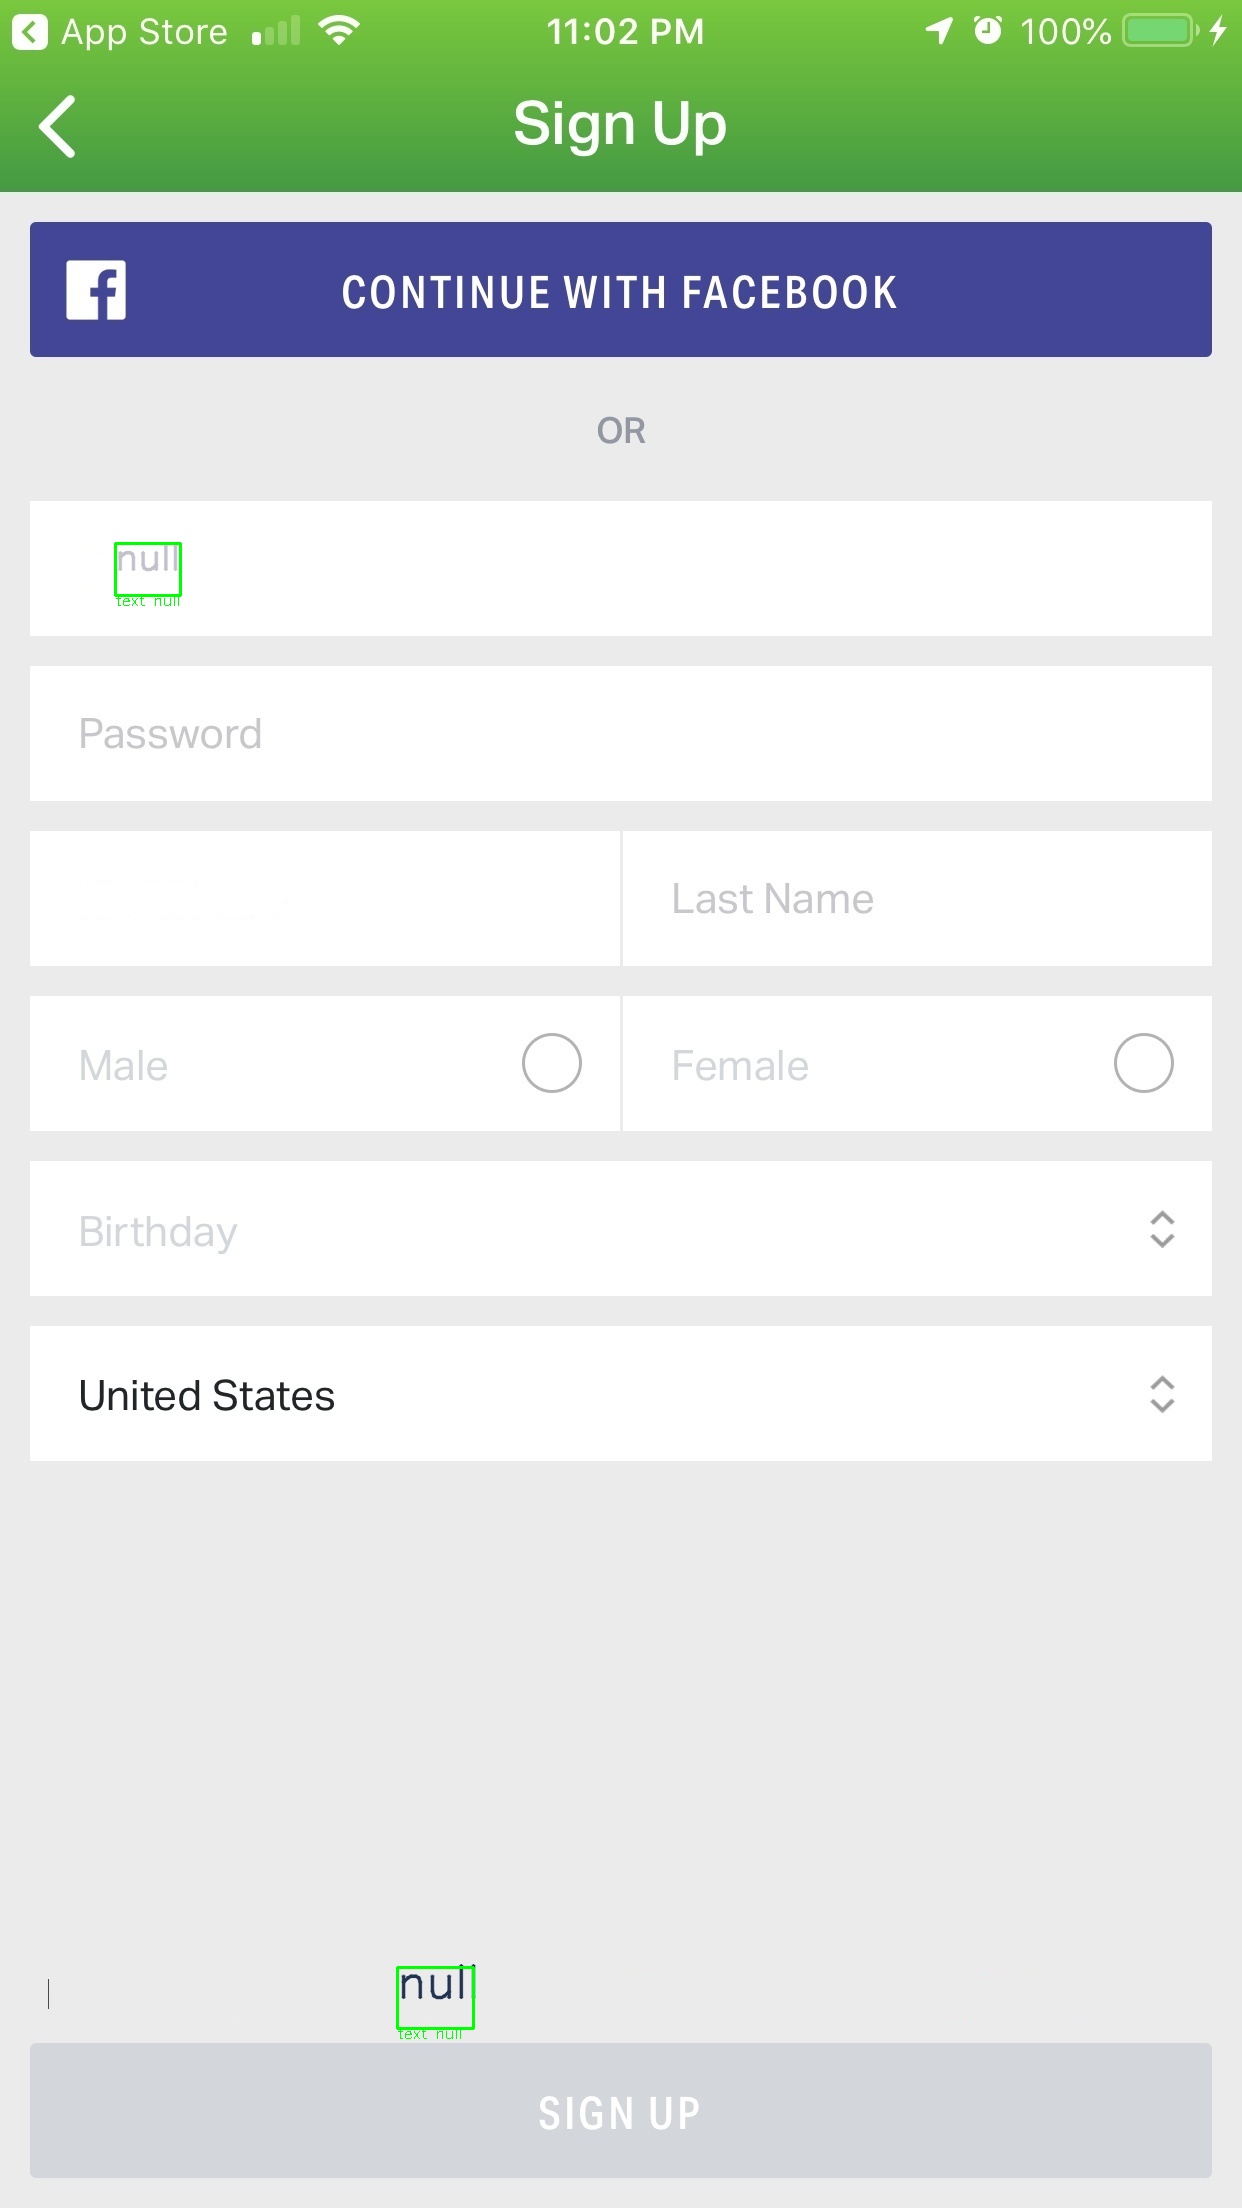 App Store
11:02 PM
100%
Sign Up
CONTINUE WITH FACEBOOK
OR
null
text null
Password
Last Name
Male
Female
Birthday
United States
null
text null
SIGN UP